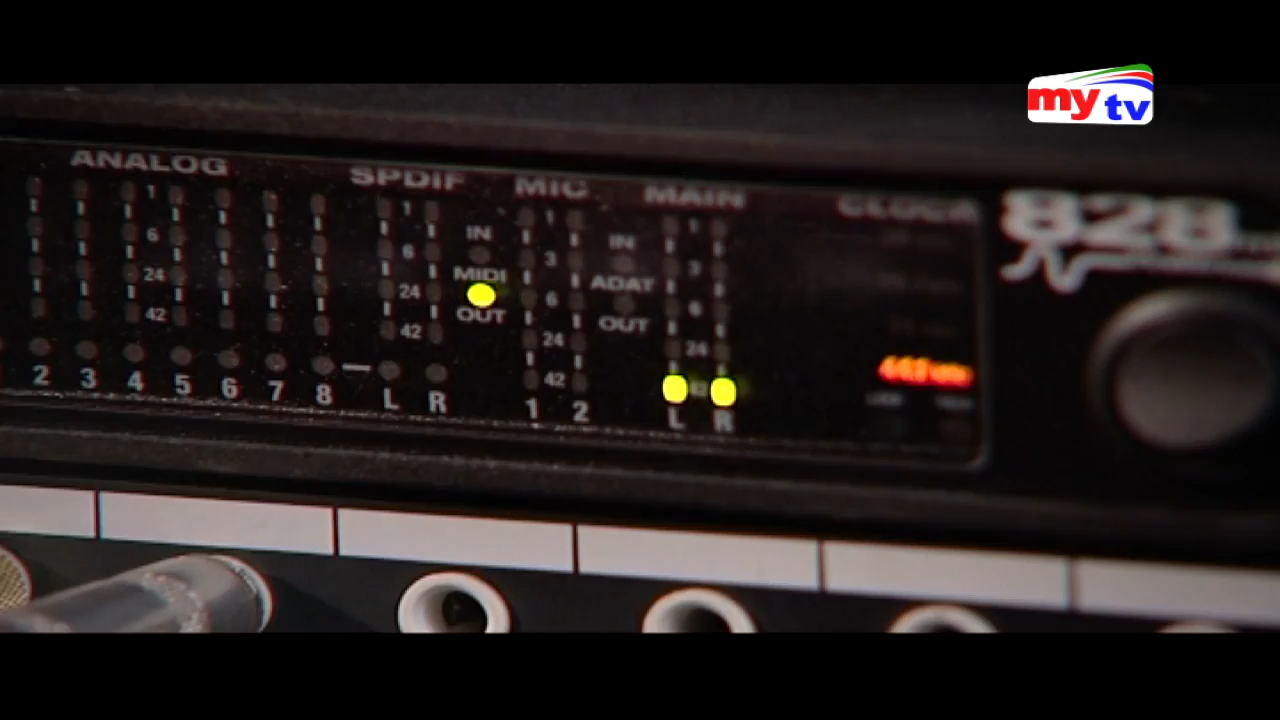 my tv
ANALOG SPDIF MIC MAIN CLOCK
828
1 1 1 1
IN IN
6 6 3 3
MIDI ADAT
24 24 6 6
OUT OUT
42 42 24 24
42
2 3 4 5 6 7 8 L R 1 2 L R